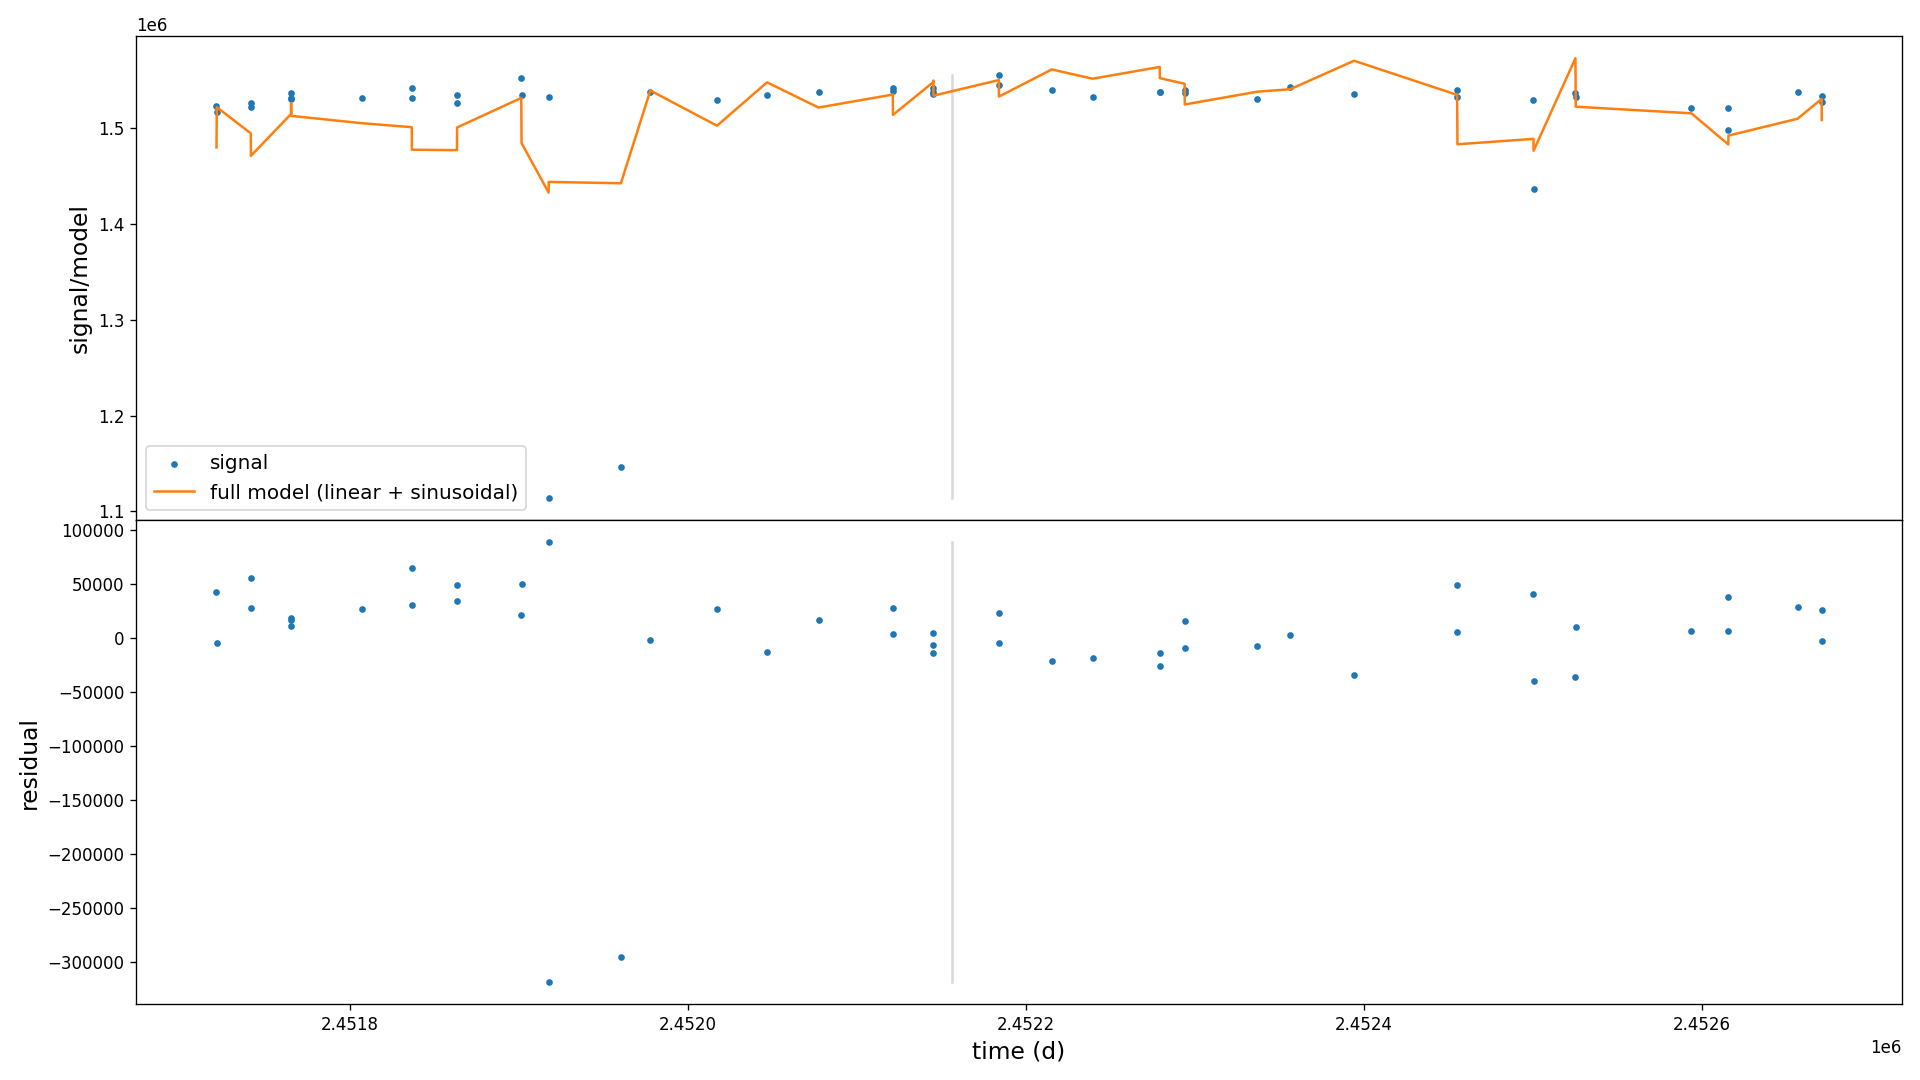 1e6
1.5
1.4
1.3
1.2
1.1
signal/model
signal
full model (linear + sinusoidal)
100000
50000
0
−50000
−100000
−150000
−200000
−250000
−300000
residual
2.4518
2.4520
2.4522
2.4524
2.4526
time (d)
1e6